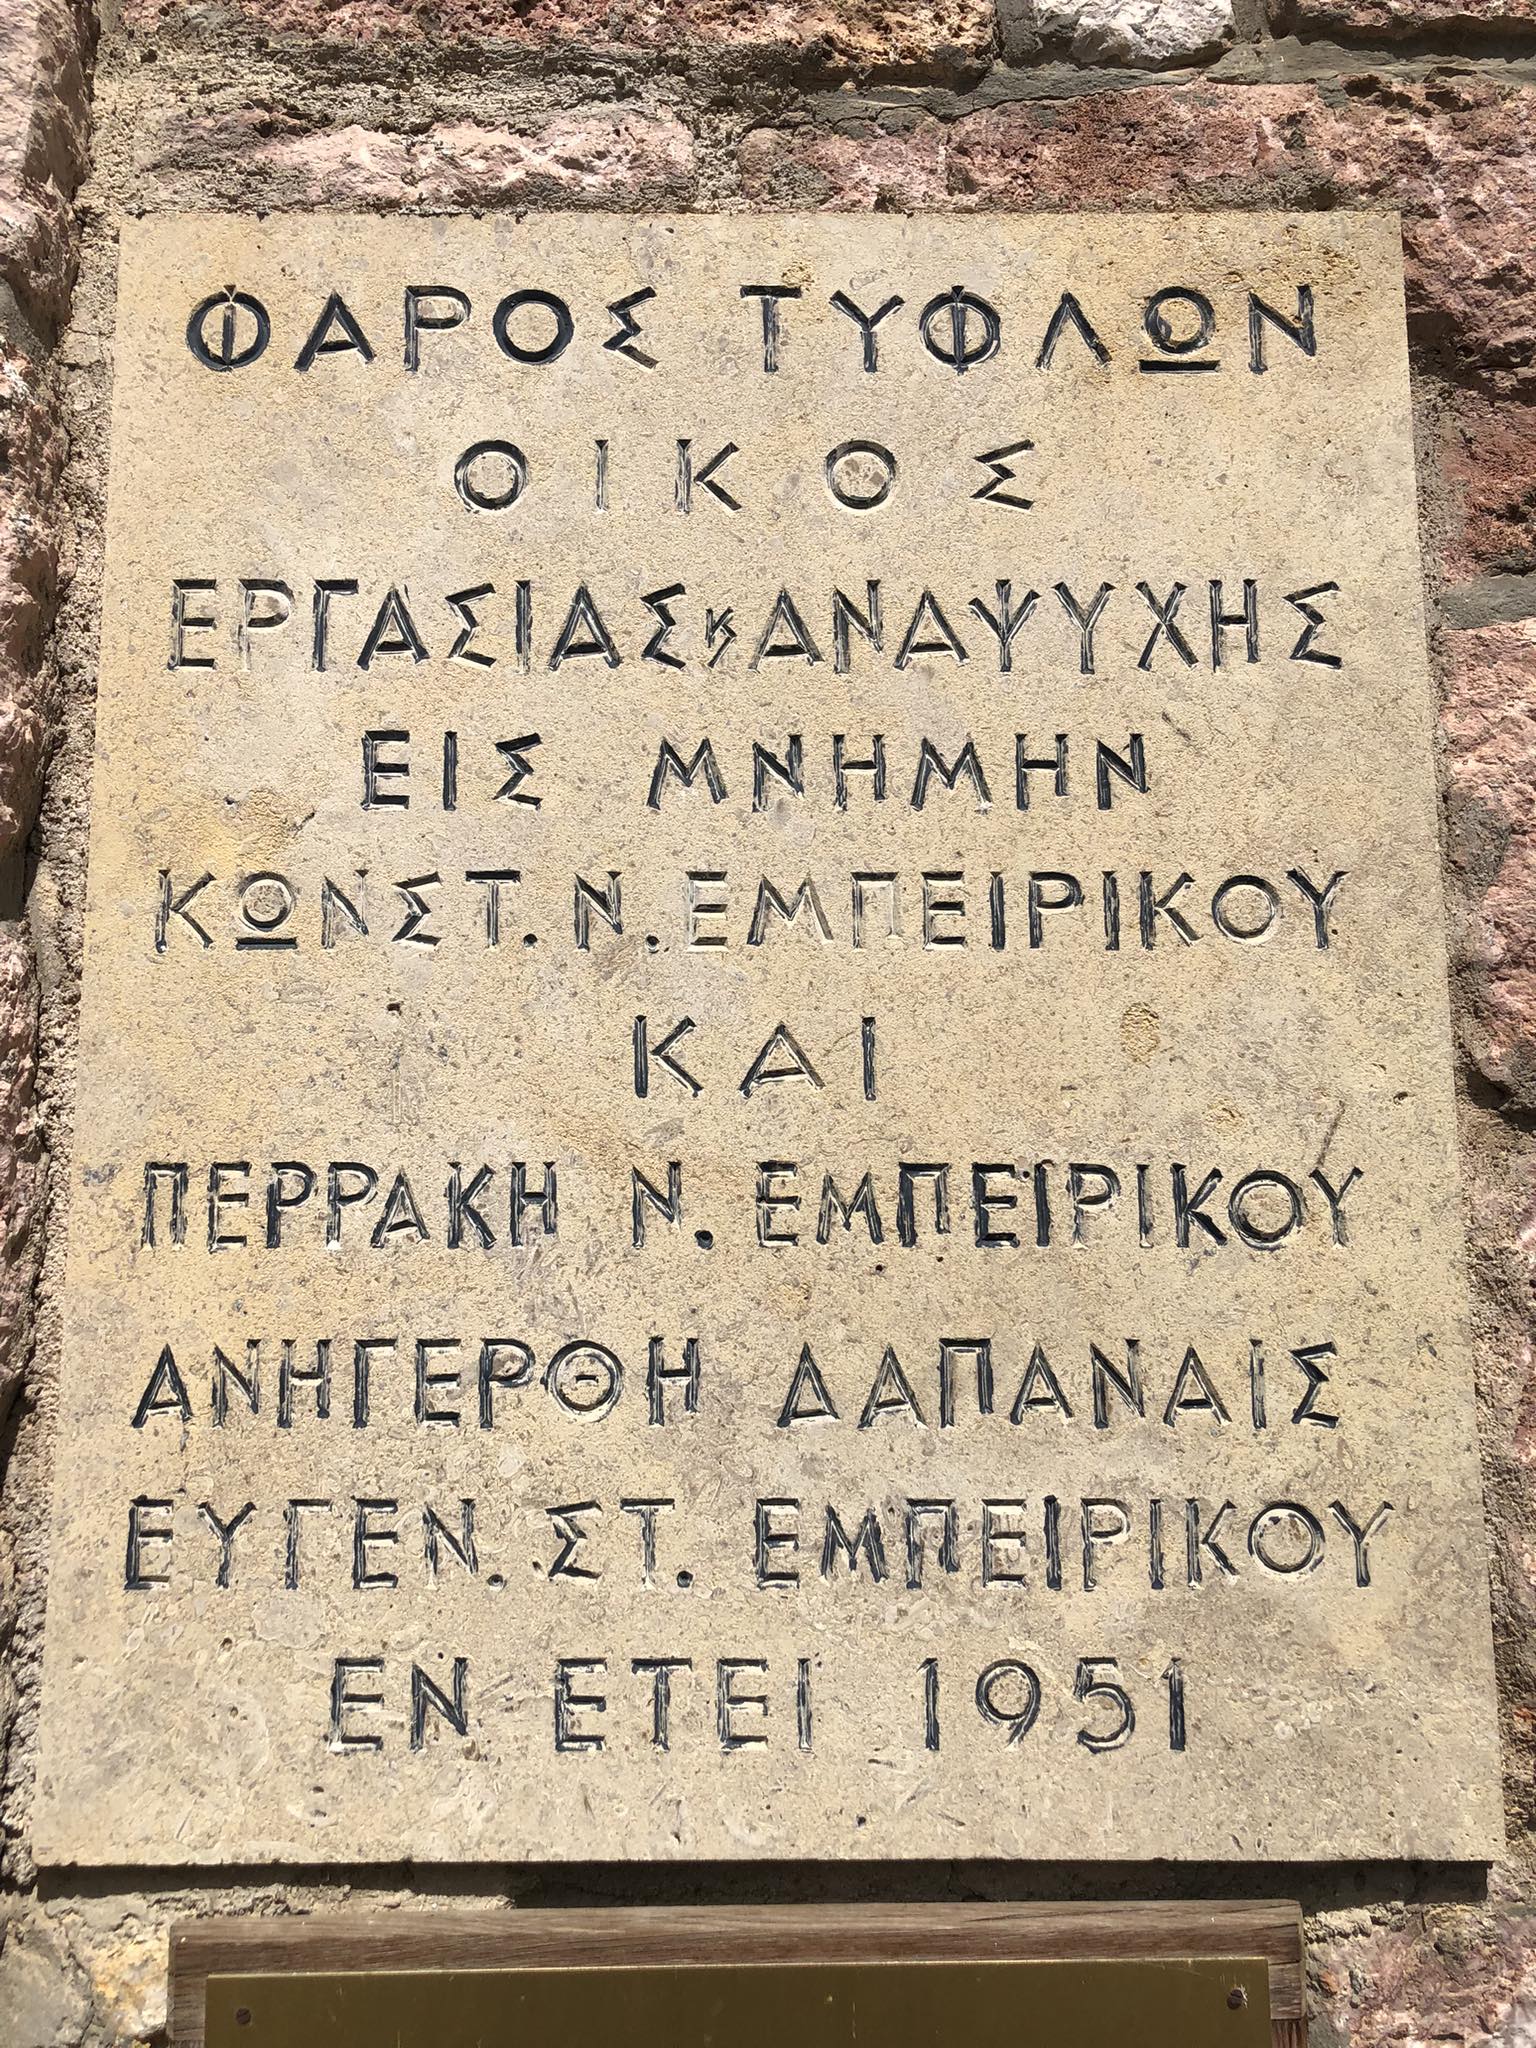 ΦΑΡΟΣ ΤΥΦΛΩΝ
ΟΙΚΟΣ
ΕΡΓΑΣΙΑΣ ϗ ΑΝΑΨΥΧΗΣ
ΕΙΣ ΜΝΗΜΗΝ
ΚΩΝΣΤ. Ν. ΕΜΠΕΙΡΙΚΟΥ
ΚΑΙ
ΠΕΡΡΑΚΗ Ν. ΕΜΠΕΙΡΙΚΟΥ
ΑΝΗΓΕΡΘΗ ΔΑΠΑΝΑΙΣ
ΕΥΓΕΝ. ΣΤ. ΕΜΠΕΙΡΙΚΟΥ
ΕΝ ΕΤΕΙ 1951